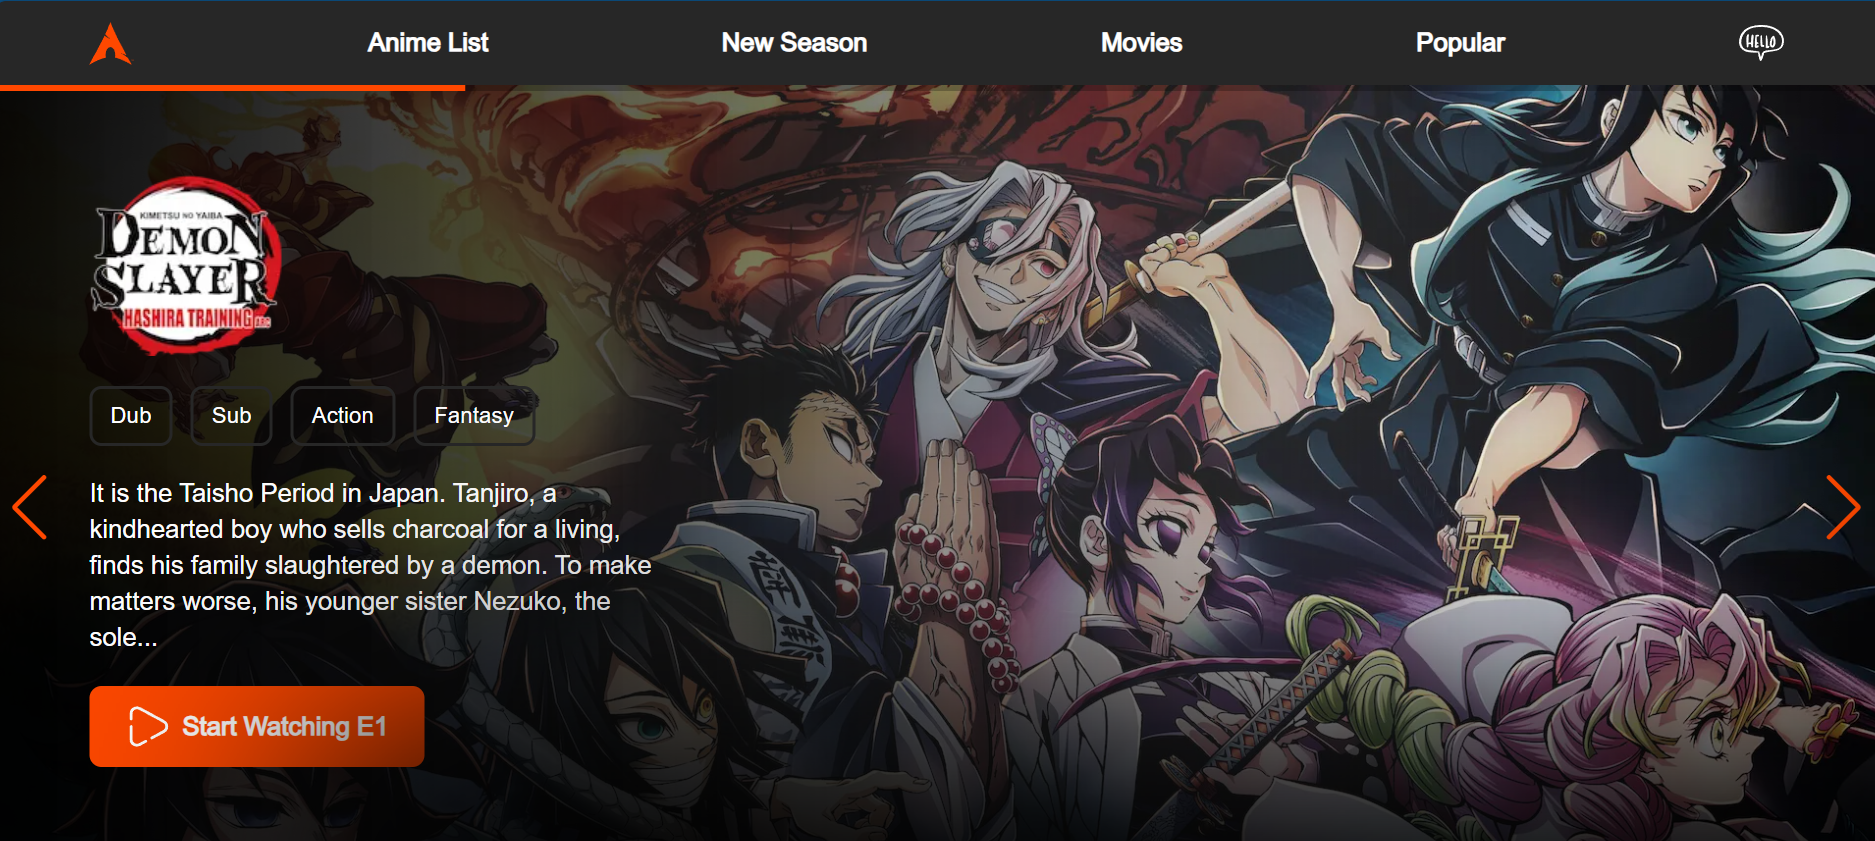 Anime List
New Season
Movies
Popular
HELLO
KIMETSU NO YAIBA
DEMON
SLAYER
HASHIRA TRAINING ARC
Dub
Sub
Action
Fantasy
It is the Taisho Period in Japan. Tanjiro, a
kindhearted boy who sells charcoal for a living,
finds his family slaughtered by a demon. To make
matters worse, his younger sister Nezuko, the
sole...
Start Watching E1